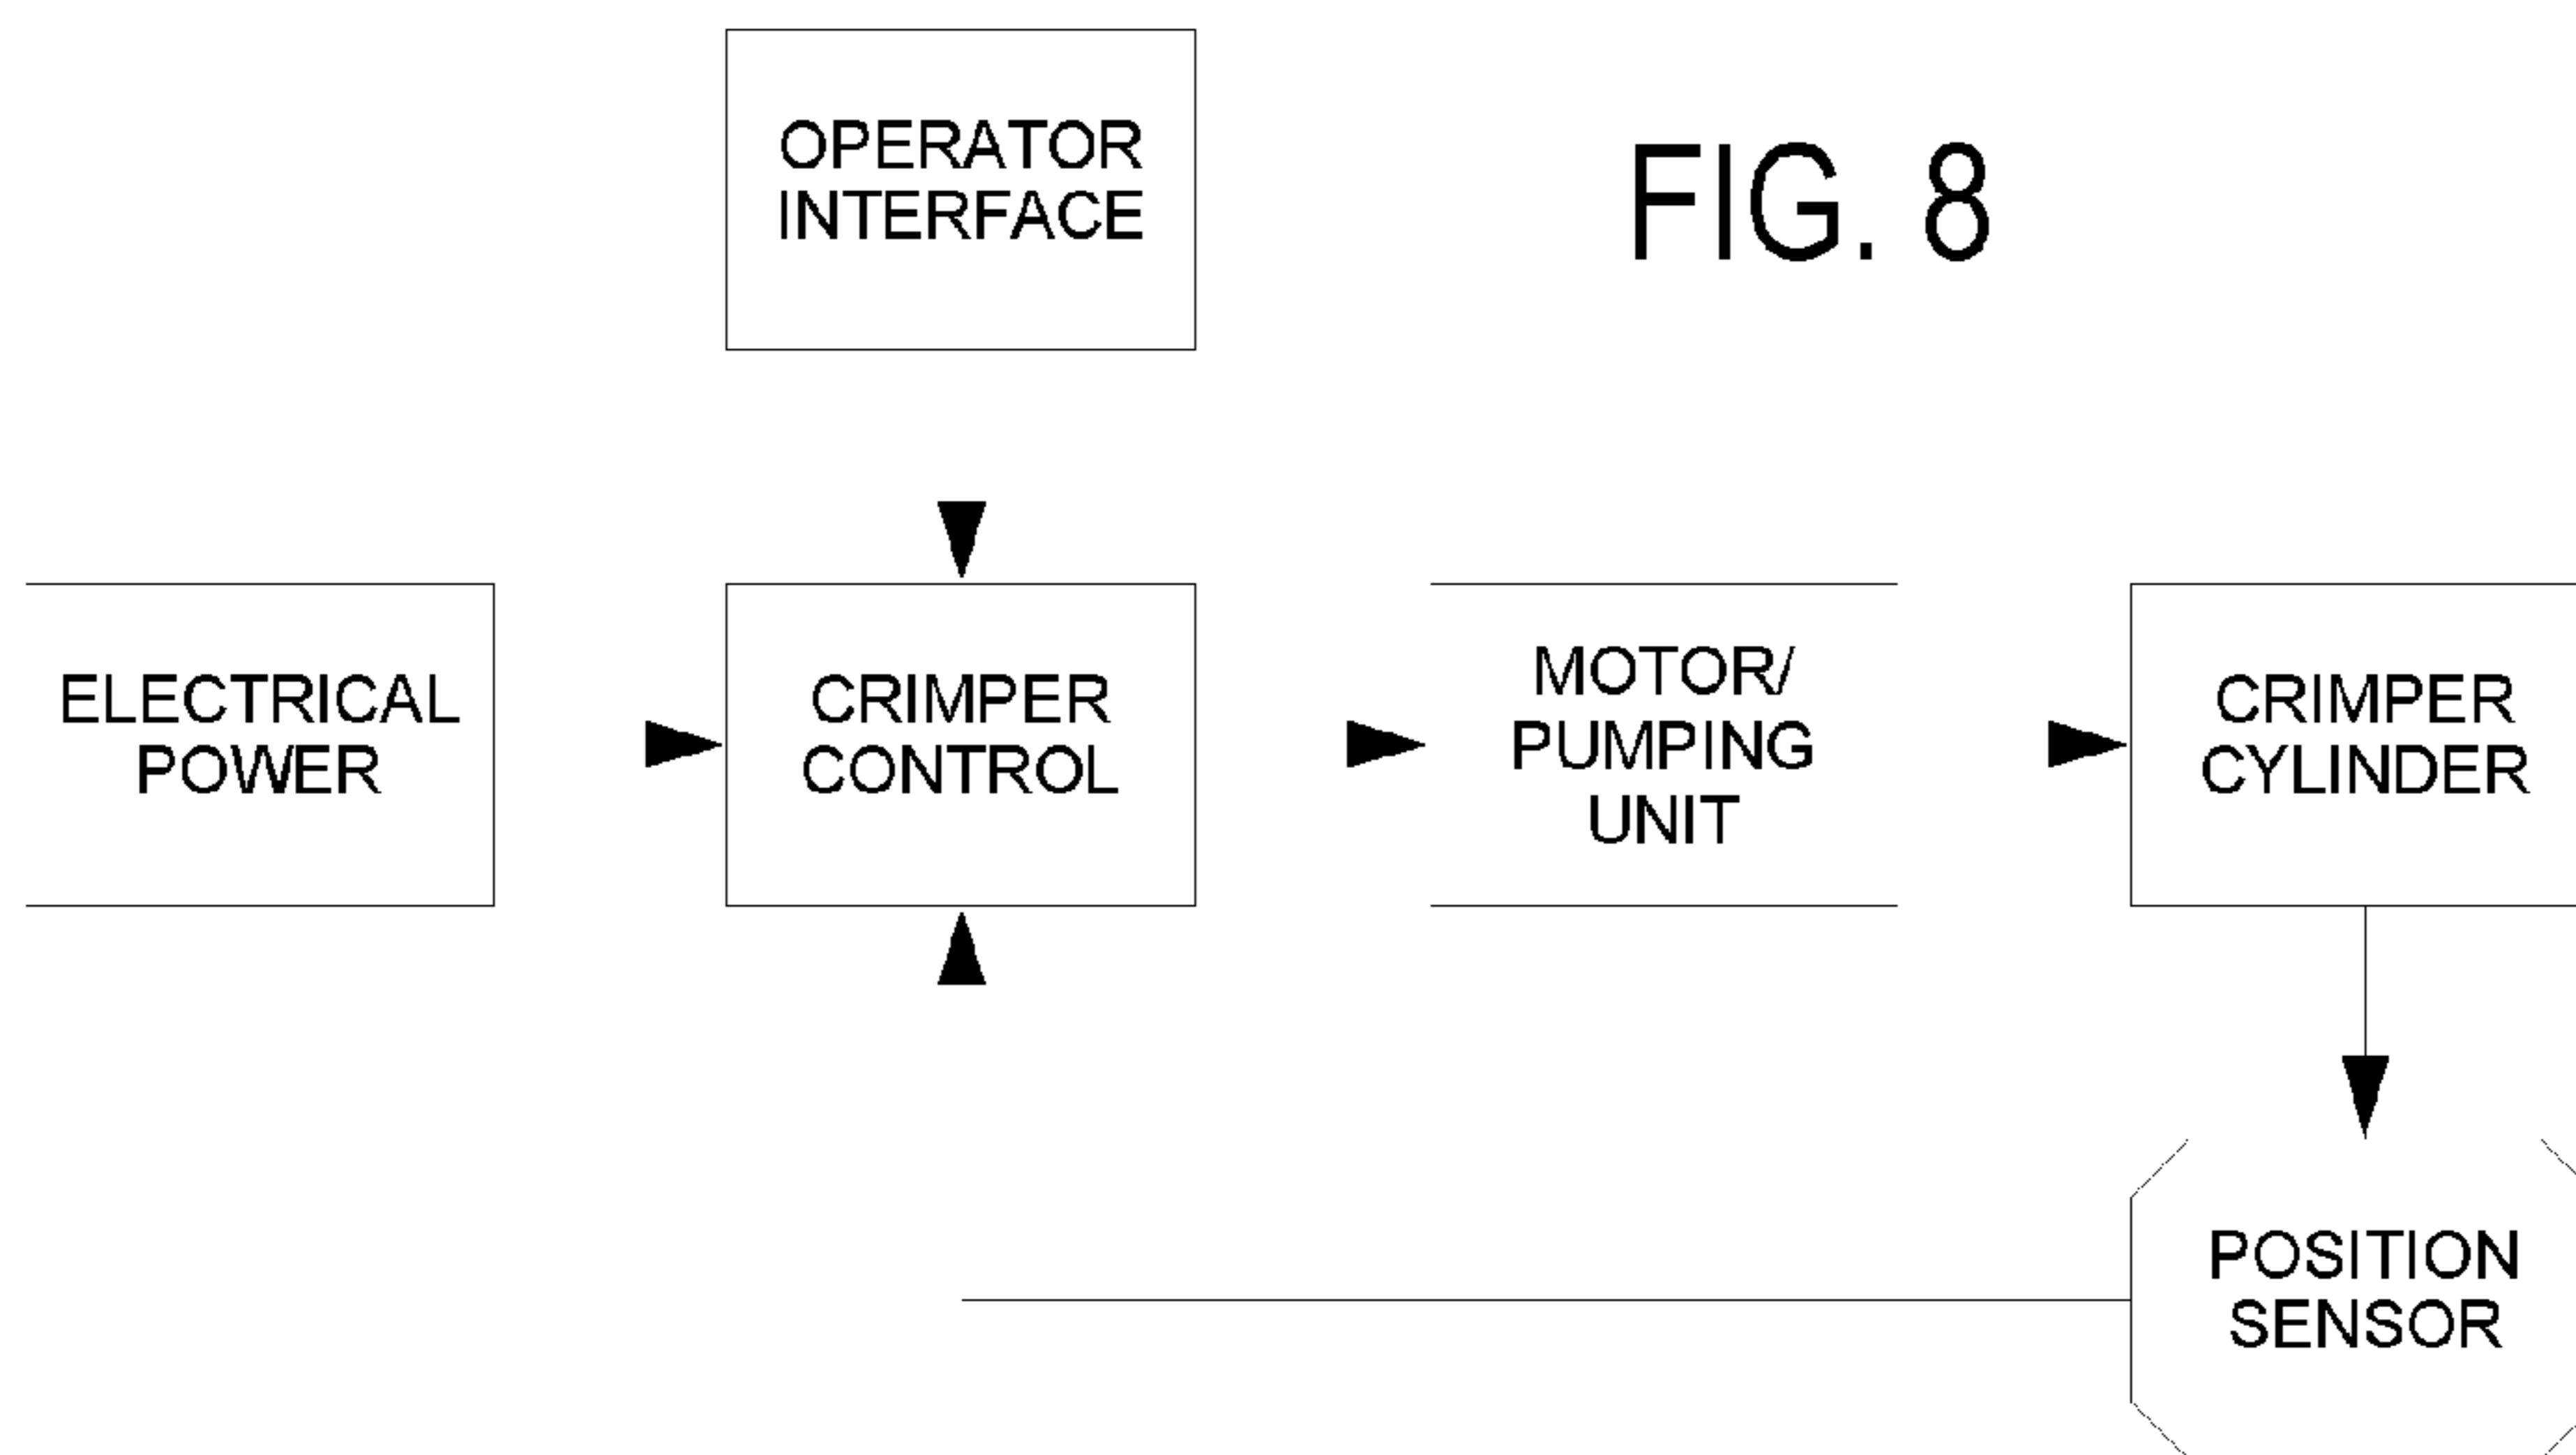 OPERATOR
INTERFACE
FIG. 8
ELECTRICAL
POWER
CRIMPER
CONTROL
MOTOR/
PUMPING
UNIT
CRIMPER
CYLINDER
POSITION
SENSOR